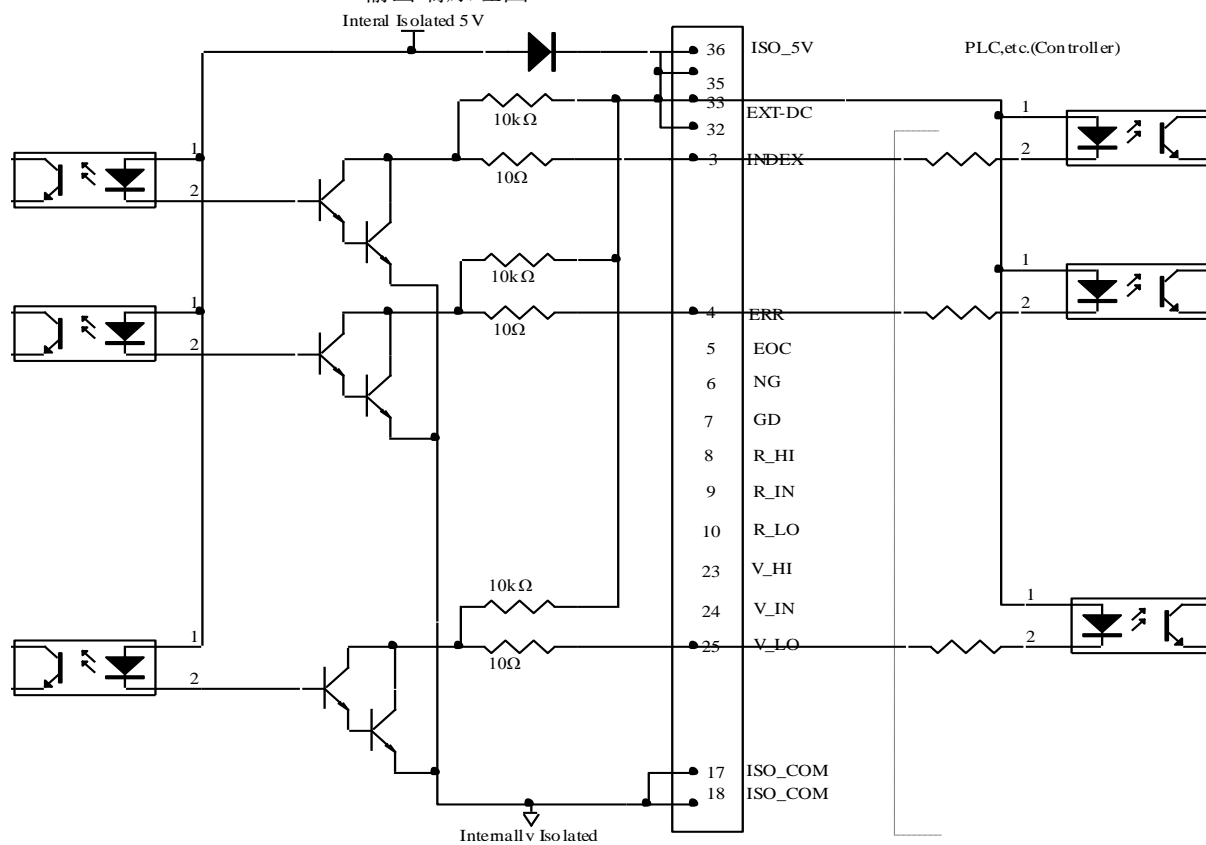 Interal Isolated 5V
36 ISO_5V
PLC,etc.(Controller)
35
33
EXT-DC
32
10kΩ
1
1
2
3 INDEX
10Ω
1
2
2
10kΩ
1
1
2
4 ERR
10Ω
2
5 EOC
6 NG
7 GD
8 R_HI
9 R_IN
10 R_LO
23 V_HI
10kΩ
24 V_IN
1
1
2
25 V_LO
10Ω
2
17 ISO_COM
18 ISO_COM
Internally Isolated